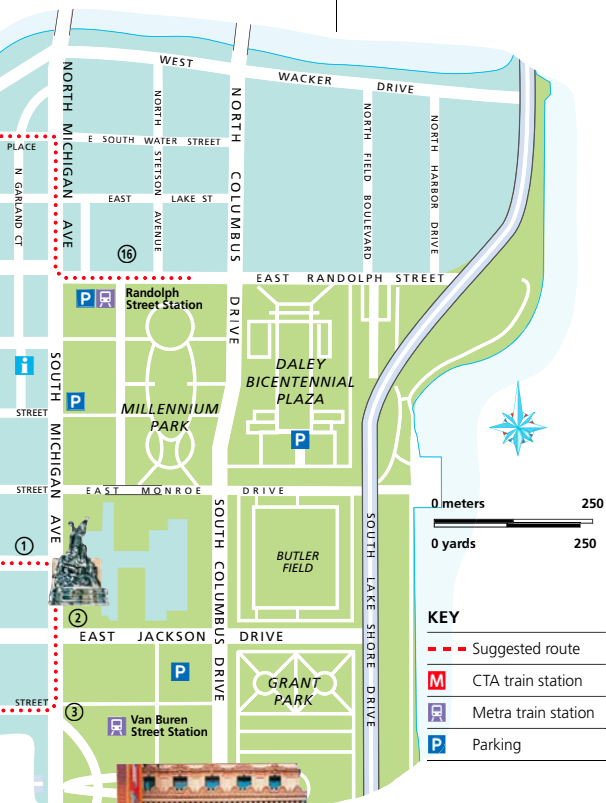 WEST WACKER DRIVE
NORTH MICHIGAN AVE
NORTH STETSON AVENUE
NORTH COLUMBUS DRIVE
NORTH FIELD BOULEVARD
NORTH HARBOR DRIVE
E SOUTH WATER STREET
PLACE
N GARLAND CT
EAST LAKE ST
16
EAST RANDOLPH STREET
P
Randolph
Street Station
i
DALEY
BICENTENNIAL
PLAZA
SOUTH MICHIGAN AVE
P
MILLENNIUM
PARK
STREET
P
STREET
EAST MONROE DRIVE
0 meters 250
0 yards 250
SOUTH COLUMBUS DRIVE
SOUTH LAKE SHORE DRIVE
1
BUTLER
FIELD
2
EAST JACKSON DRIVE
P
GRANT
PARK
STREET
3
Van Buren
Street Station
KEY
Suggested route
M CTA train station
Metra train station
P Parking